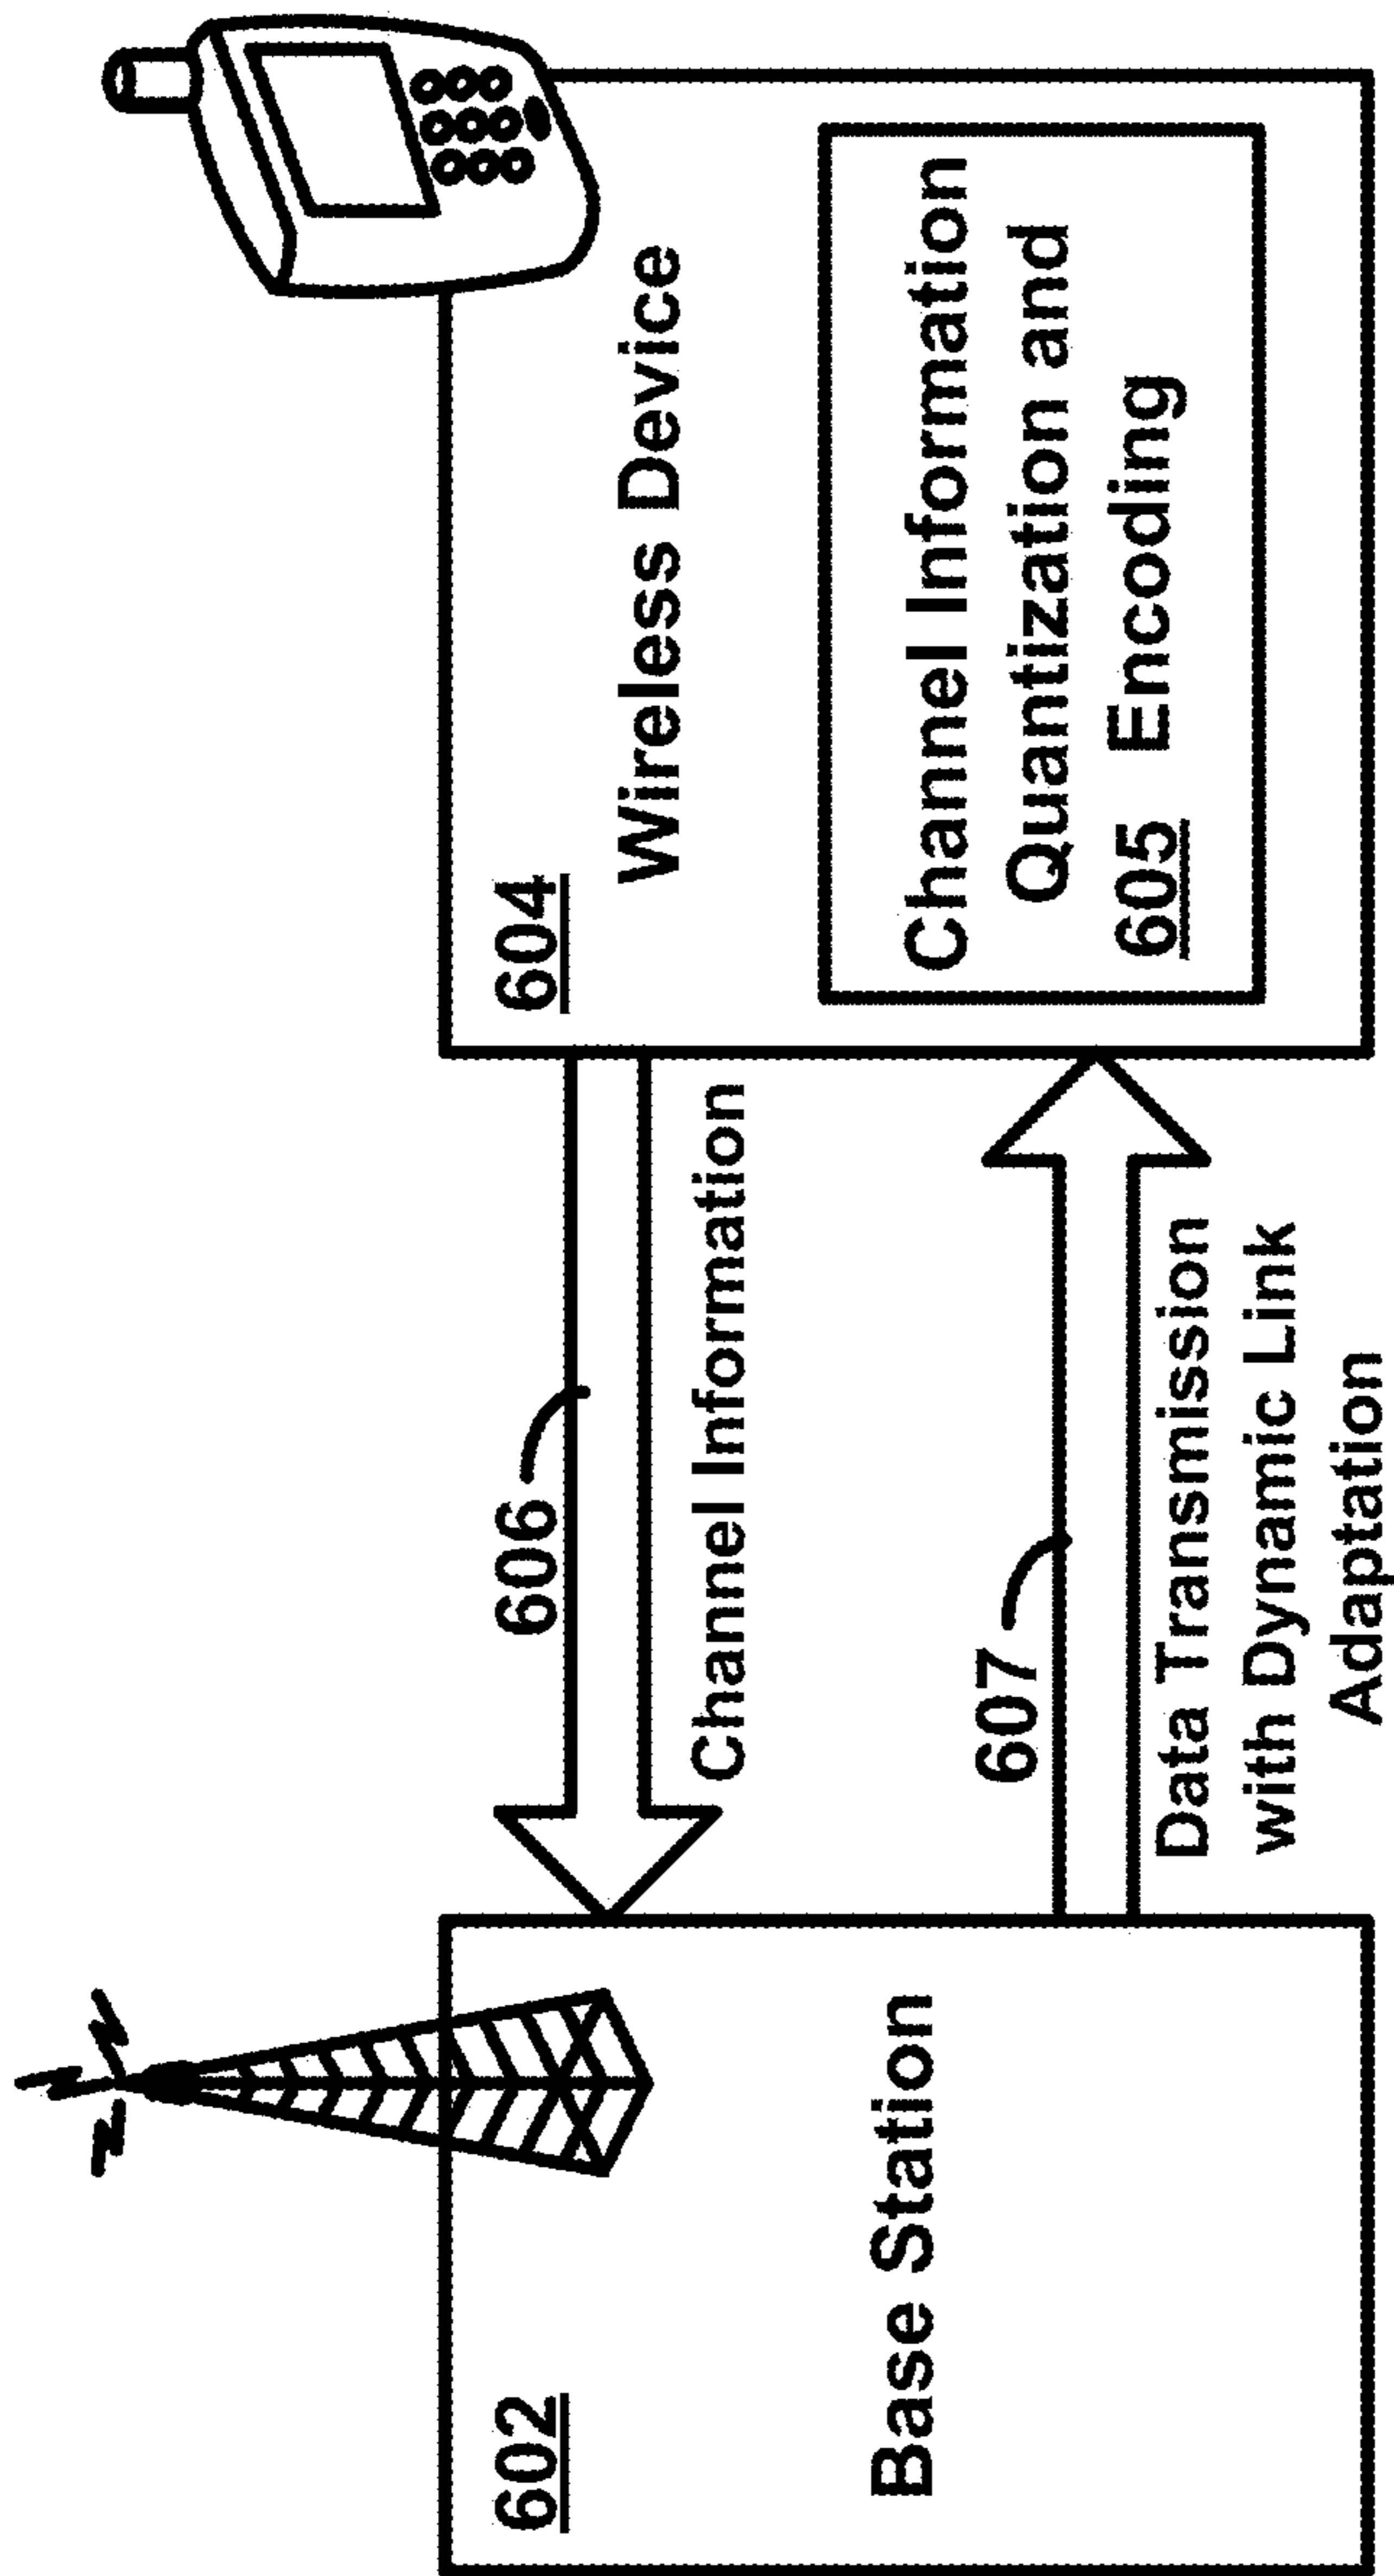 602
Base Station
606
Channel Information
607
Data Transmission
with Dynamic Link
Adaptation
604
Wireless Device
Channel Information
Quantization and
605 Encoding